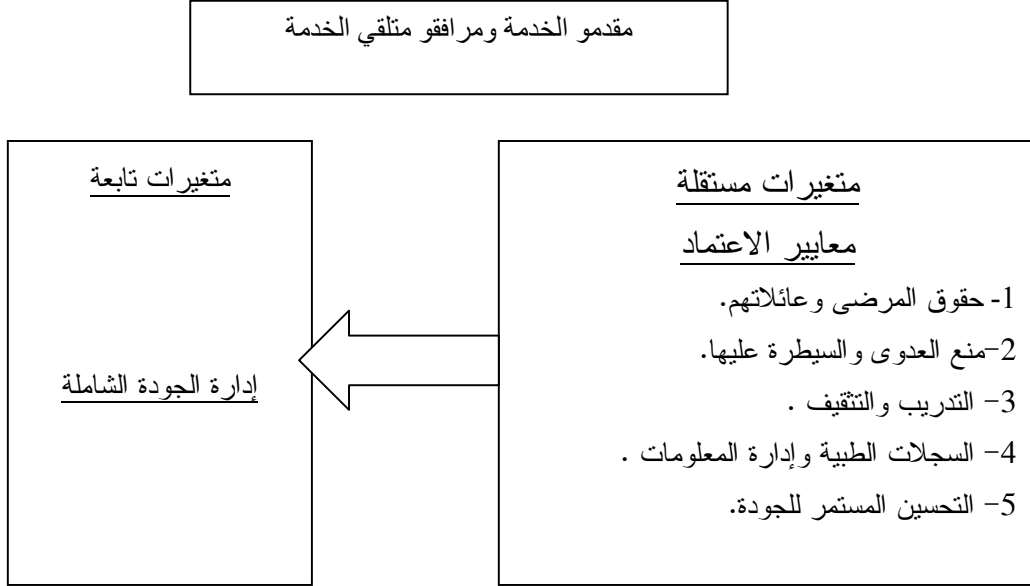 مقدمو الخدمة ومرافقو متلقي الخدمة
متغيرات مستقلة
معايير الاعتماد
1- حقوق المرضى وعائلاتهم.
2-منع العدوى والسيطرة عليها.
3- التدريب والتثقيف .
4- السجلات الطبية وإدارة المعلومات .
5- التحسين المستمر للجودة.
متغيرات تابعة
إدارة الجودة الشاملة